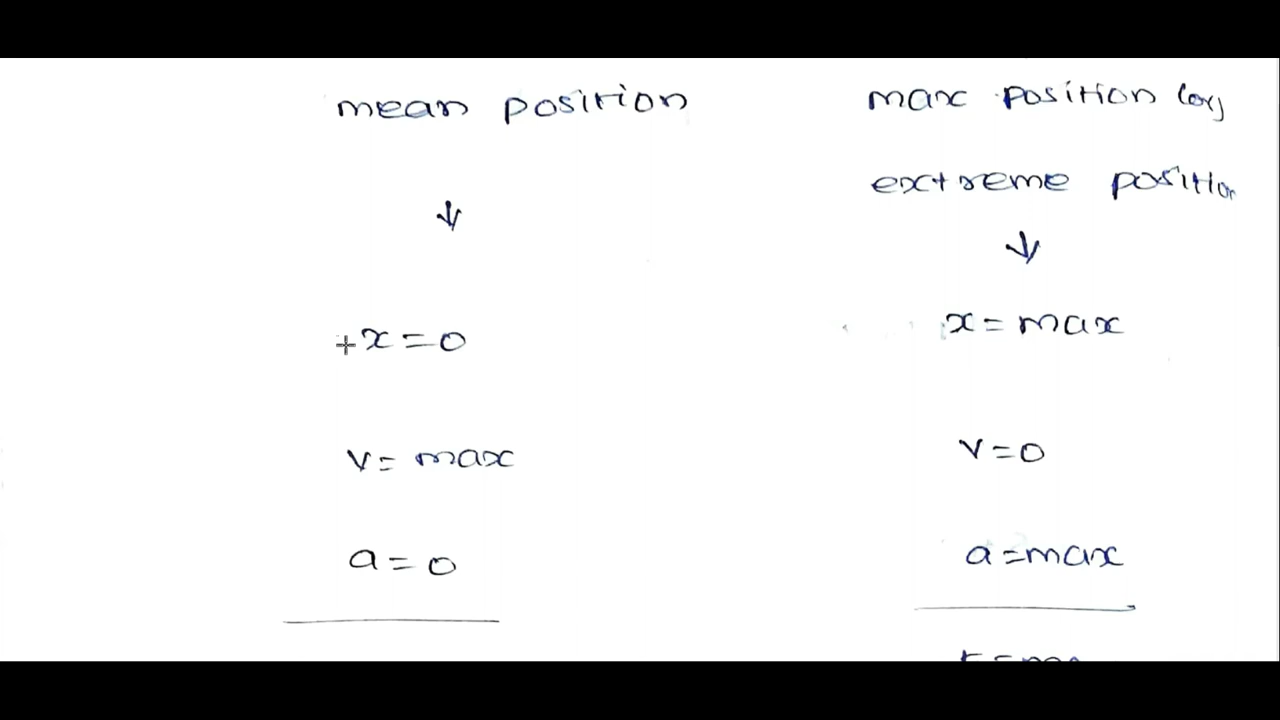 mean position
max position (or)
extreme position
↓
↓
x=0
x=max
v=max
v=0
a=0
a=max